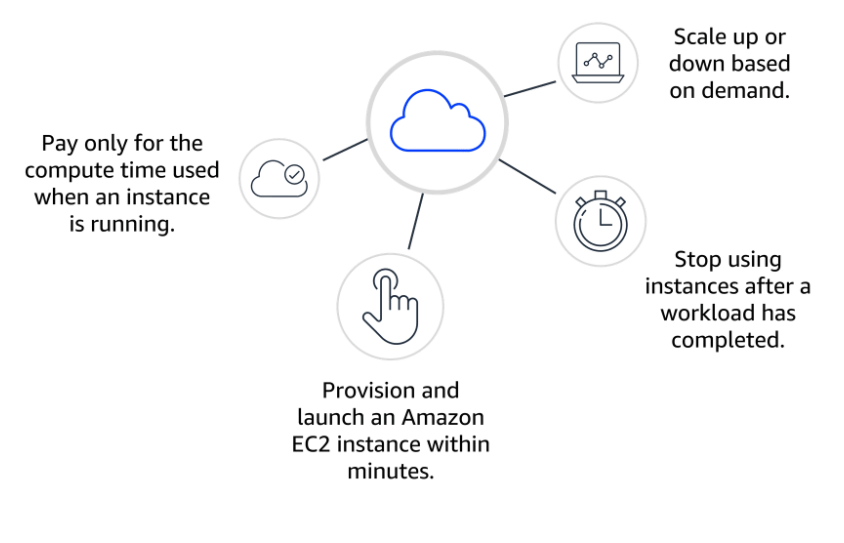 Scale up or
down based
on demand.
Pay only for the
compute time used
when an instance
is running.
Stop using
instances after a
workload has
completed.
Provision and
launch an Amazon
EC2 instance within
minutes.